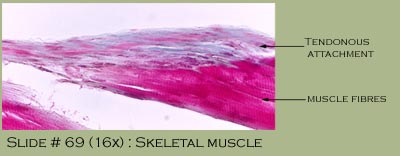 Tendonous
attachment
muscle fibres
Slide # 69 (16x) : Skeletal muscle